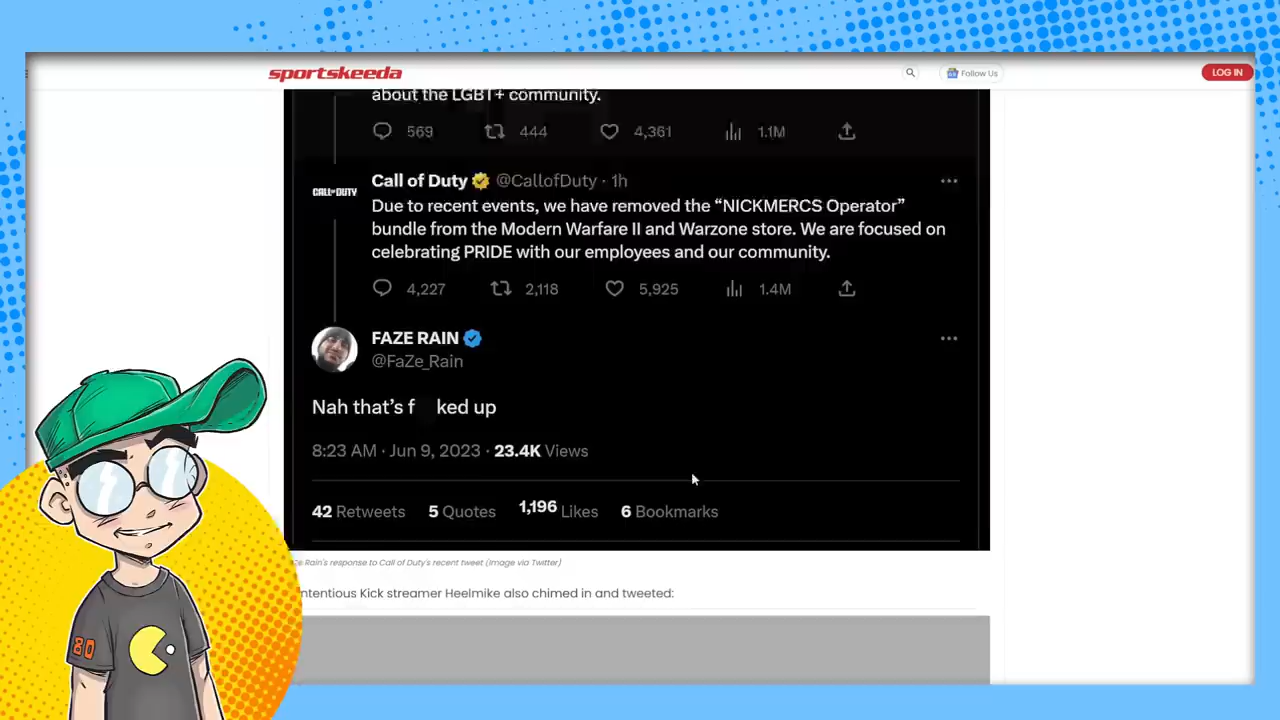 sportskeeda
Follow Us
LOG IN
about the LGBT+ community.
569 444 4,361 1.1M
Call of Duty @CallofDuty · 1h
CALL OF DUTY
Due to recent events, we have removed the “NICKMERCS Operator”
bundle from the Modern Warfare II and Warzone store. We are focused on
celebrating PRIDE with our employees and our community.
4,227 2,118 5,925 1.4M
FAZE RAIN
@FaZe_Rain
Nah that’s f ked up
8:23 AM · Jun 9, 2023 · 23.4K Views
42 Retweets 5 Quotes 1,196 Likes 6 Bookmarks
Rain's response to Call of Duty's recent tweet (Image via Twitter)
Kick streamer Heelmike also chimed in and tweeted:
80